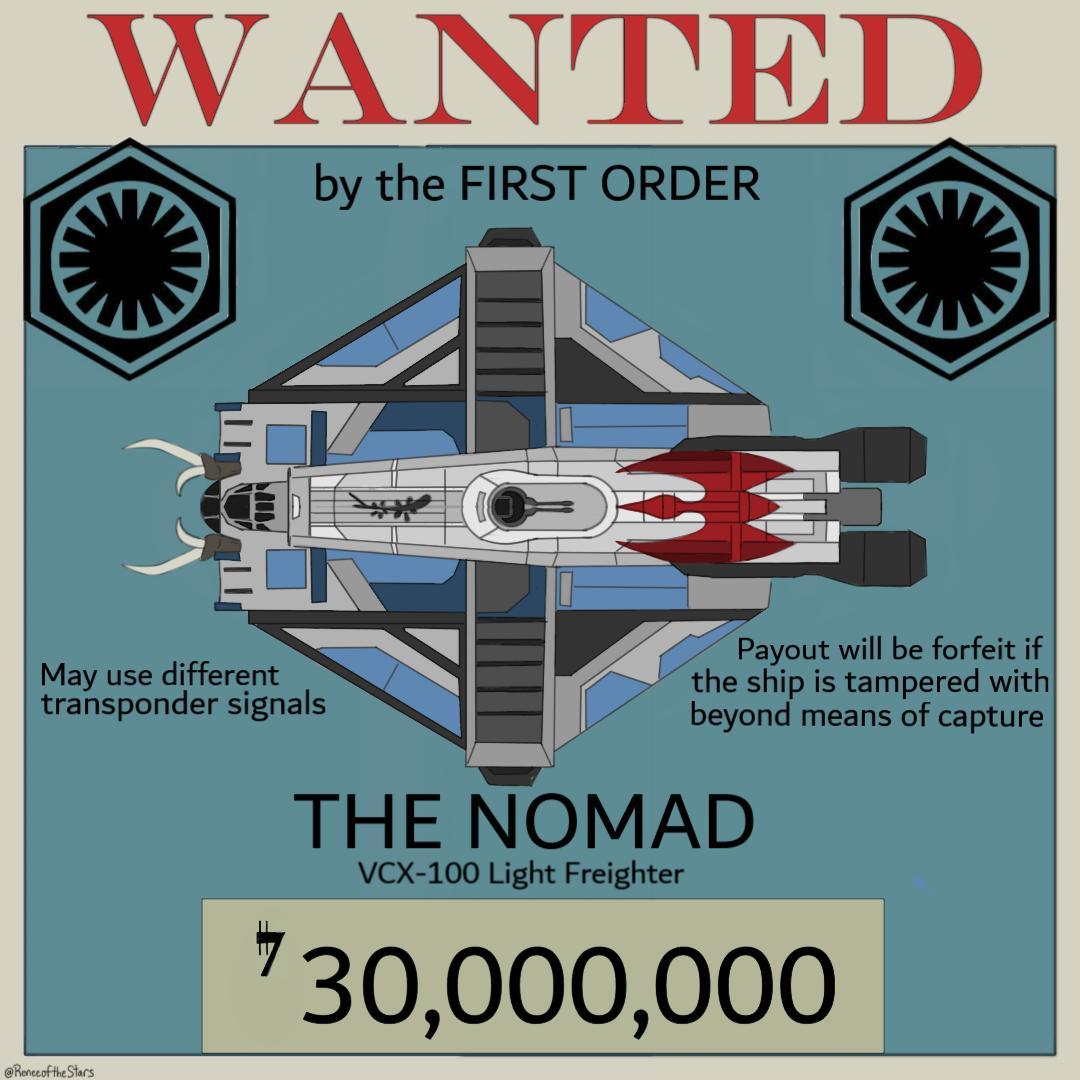 WANTED
by the FIRST ORDER
May use different
transponder signals
Payout will be forfeit if
the ship is tampered with
beyond means of capture
THE NOMAD
VCX-100 Light Freighter
30,000,000
@ReneeoftheStars